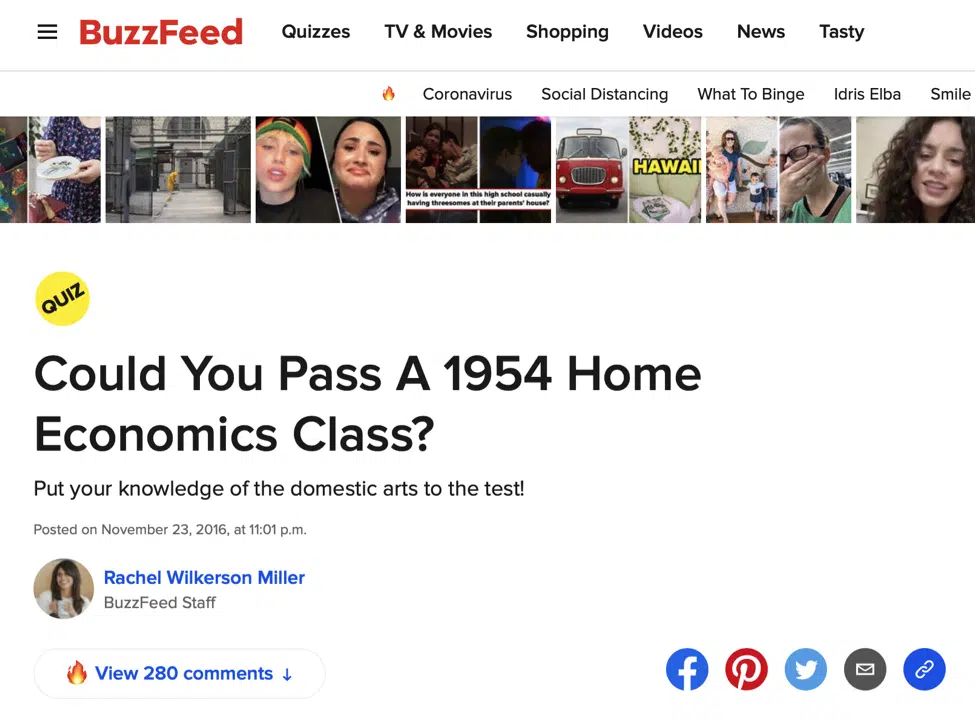 BuzzFeed Quizzes TV & Movies Shopping Videos News Tasty
🔥 Coronavirus Social Distancing What To Binge Idris Elba Smile
How is everyone in this high school casually
having threesomes at their parents' house?
HAWAII
QUIZ
Could You Pass A 1954 Home
Economics Class?
Put your knowledge of the domestic arts to the test!
Posted on November 23, 2016, at 11:01 p.m.
Rachel Wilkerson Miller
BuzzFeed Staff
🔥 View 280 comments ↓